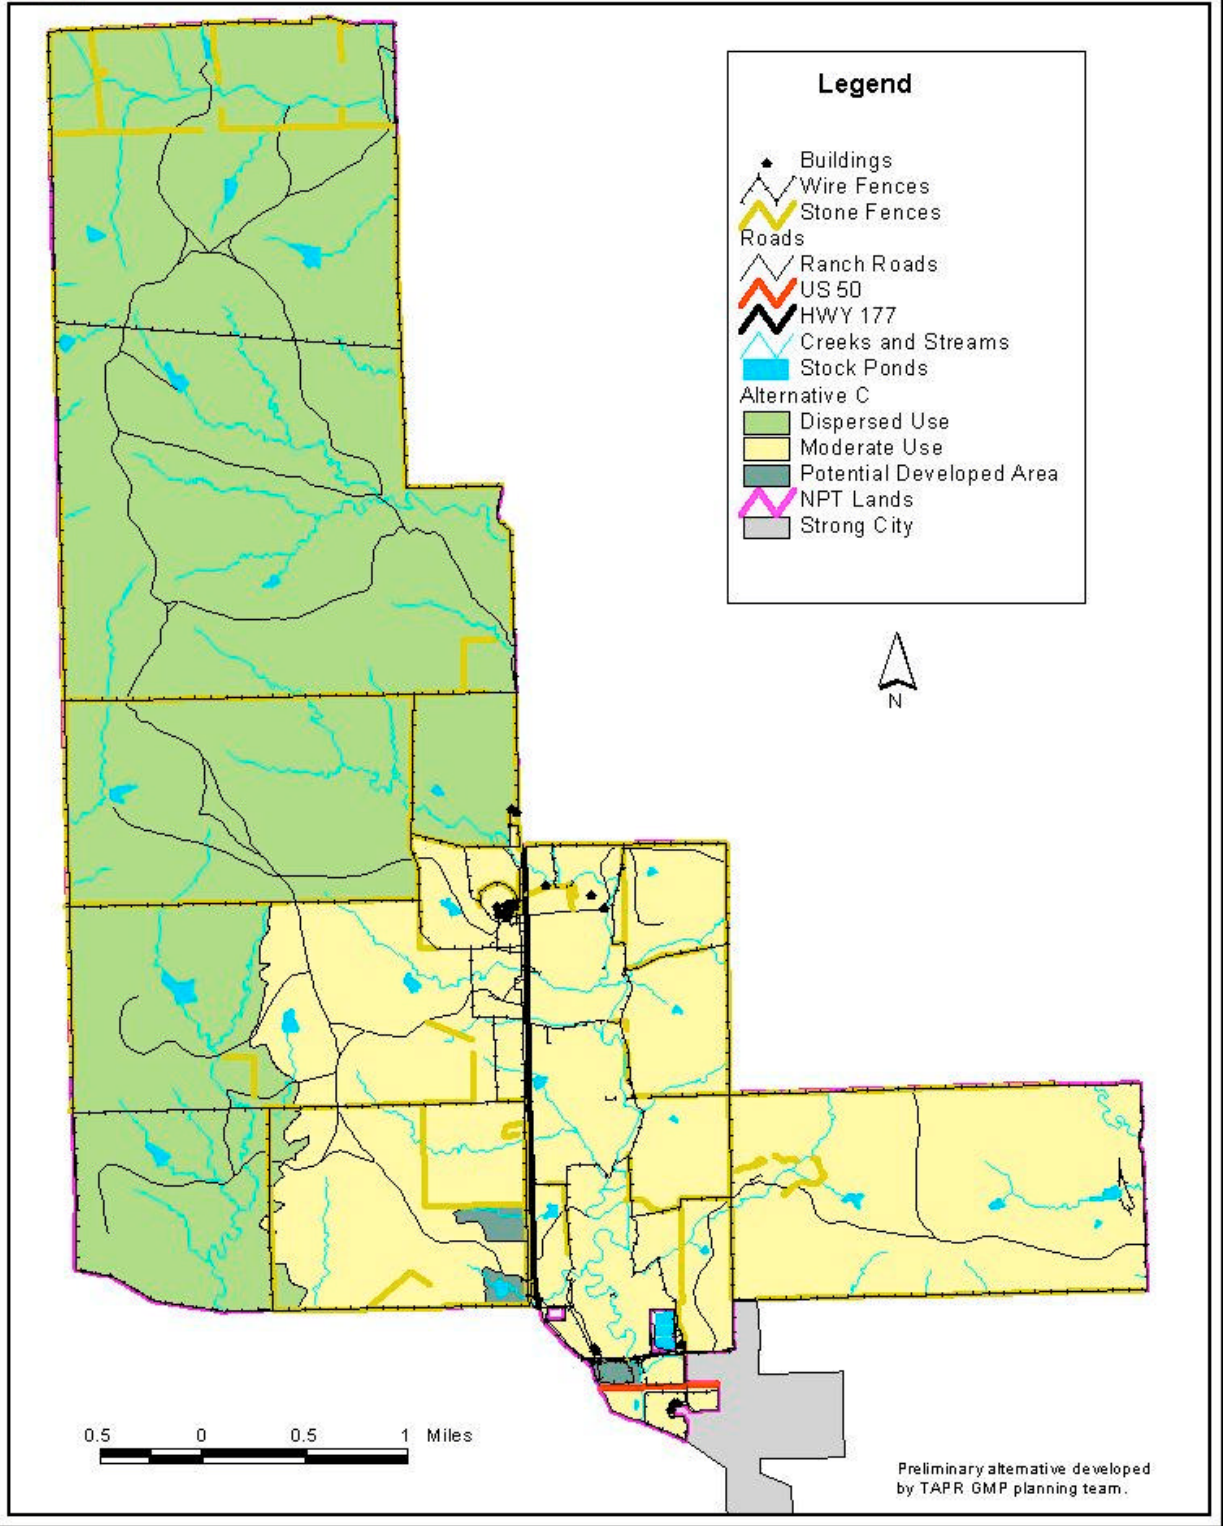 Legend
Buildings
Wire Fences
Stone Fences
Roads
Ranch Roads
US 50
HWY 177
Creeks and Streams
Stock Ponds
Alternative C
Dispersed Use
Moderate Use
Potential Developed Area
NPT Lands
Strong City
N
0.5 0 0.5 1 Miles
Preliminary alternative developed
by TAPR GMP planning team.